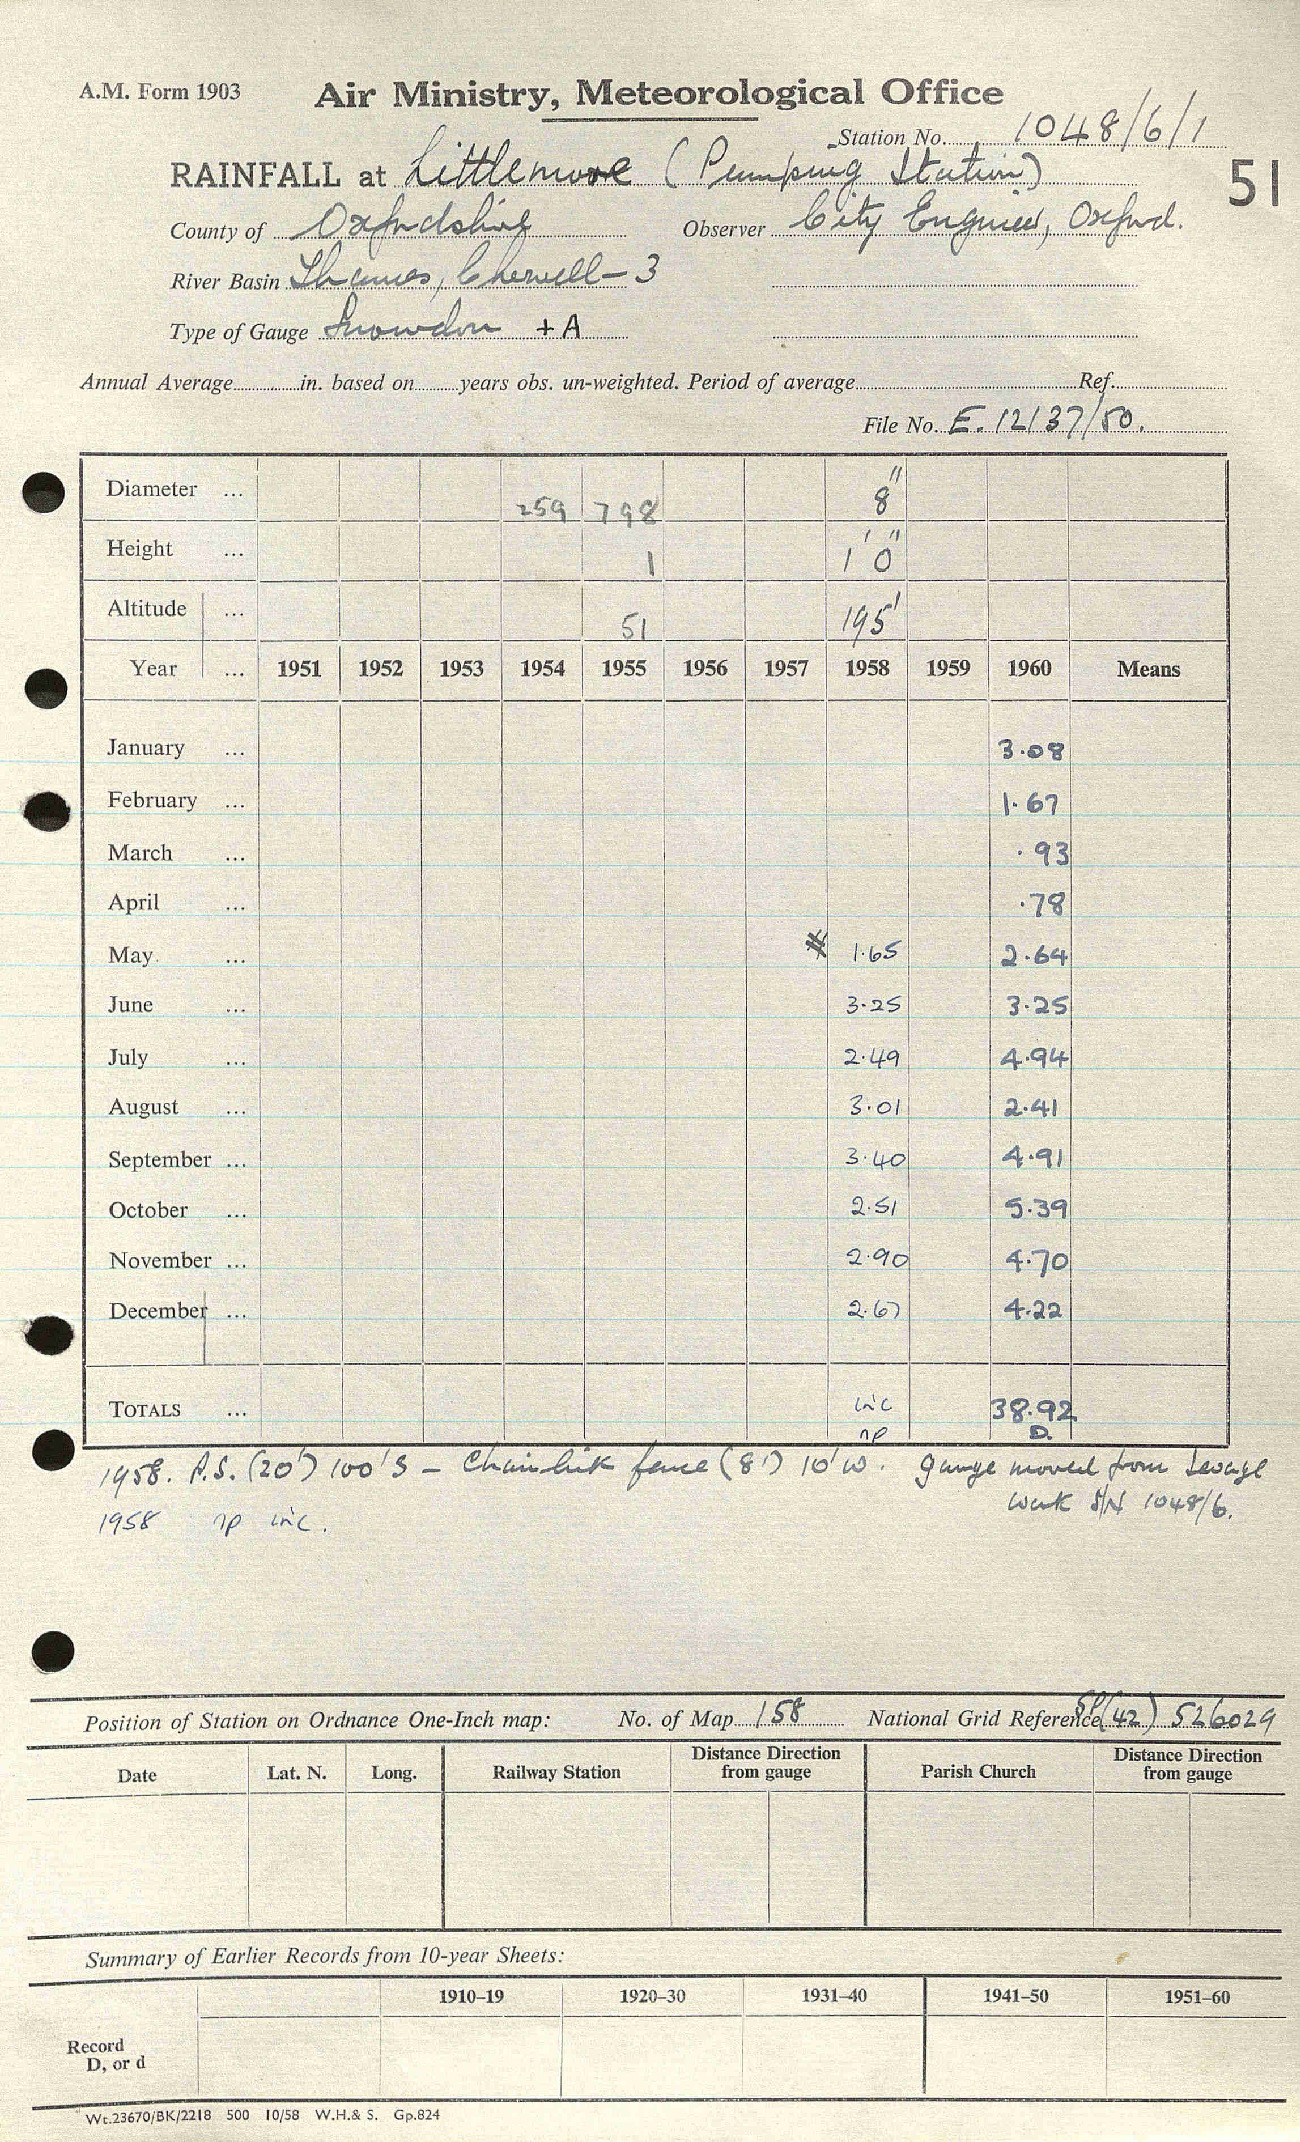 A.M. Form 1903 Air Ministry, Meteorological Office
Station No. 1048/6/1
RAINFALL at Littlemore (Pumping Station) 51
County of Oxfordshire Observer City Engineer, Oxford.
River Basin Thames, Cherwell - 3
Type of Gauge Snowdon + A
Annual Average in. based on years obs. un-weighted. Period of average Ref.
File No. E. 12137/50.
Diameter ... 259 798 8"
Height ... 1 1' 0"
Altitude ... 51 195'
Year ... 1951 1952 1953 1954 1955 1956 1957 1958 1959 1960 Means
January ... 3.08
February ... 1.67
March ... .93
April ... .78
May ... 1.65 2.64
June ... 3.25 3.25
July ... 2.49 4.94
August ... 3.01 2.41
September ... 3.40 4.91
October ... 2.51 5.39
November ... 2.90 4.70
December ... 2.67 4.22
TOTALS ... inc 38.92
np D.
1958. A.S. (20') 100'S - Chain link fence (8') 10'W. gauge moved from Sewage
Work S/N 1048/6.
1958 np inc.
Position of Station on Ordnance One-Inch map: No. of Map 158 National Grid Reference SP(42) 526029
Date Lat. N. Long. Railway Station Distance Direction from gauge Parish Church Distance Direction from gauge
Summary of Earlier Records from 10-year Sheets:
1910–19 1920–30 1931–40 1941–50 1951–60
Record
D, or d
Wt.23670/BK/2218 500 10/58 W.H.& S. Gp.824